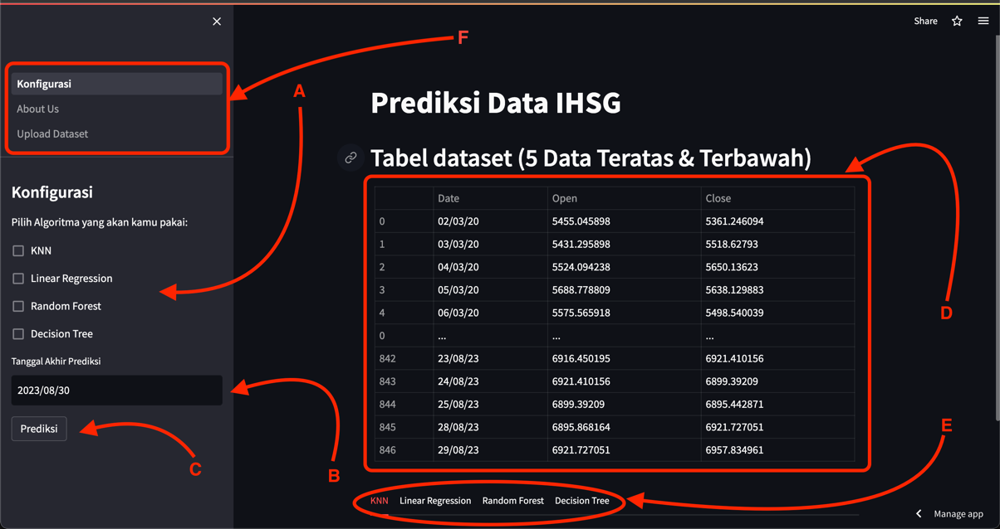 Share
F
Konfigurasi
About Us
Upload Dataset
A
Prediksi Data IHSG
Tabel dataset (5 Data Teratas & Terbawah)
Konfigurasi
Pilih Algoritma yang akan kamu pakai:
KNN
Linear Regression
Random Forest
Decision Tree
Tanggal Akhir Prediksi
2023/08/30
Prediksi
C
B
Date Open Close
0 02/03/20 5455.045898 5361.246094
1 03/03/20 5431.295898 5518.62793
2 04/03/20 5524.094238 5650.13623
3 05/03/20 5688.778809 5638.129883
4 06/03/20 5575.565918 5498.540039
0 ... ... ...
842 23/08/23 6916.450195 6921.410156
843 24/08/23 6921.410156 6899.39209
844 25/08/23 6899.39209 6895.442871
845 28/08/23 6895.868164 6921.727051
846 29/08/23 6921.727051 6957.834961
D
E
KNN Linear Regression Random Forest Decision Tree
Manage app